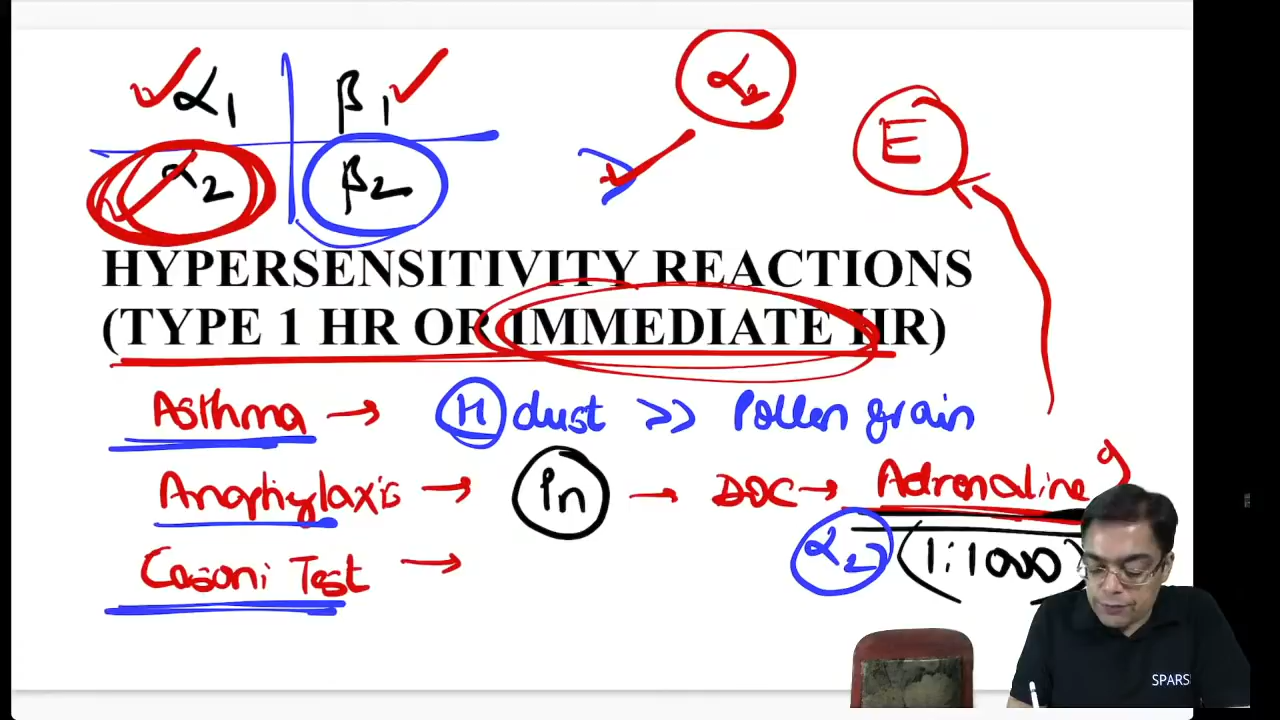 α1 β1 α2
α2 β2 E
HYPERSENSITIVITY REACTIONS
(TYPE 1 HR OR IMMEDIATE HR)
Asthma → H dust >> Pollen grain
Anaphylaxis → Pn → DOC → Adrenaline
α2 (1:1000)
Casoni Test →
SPARS